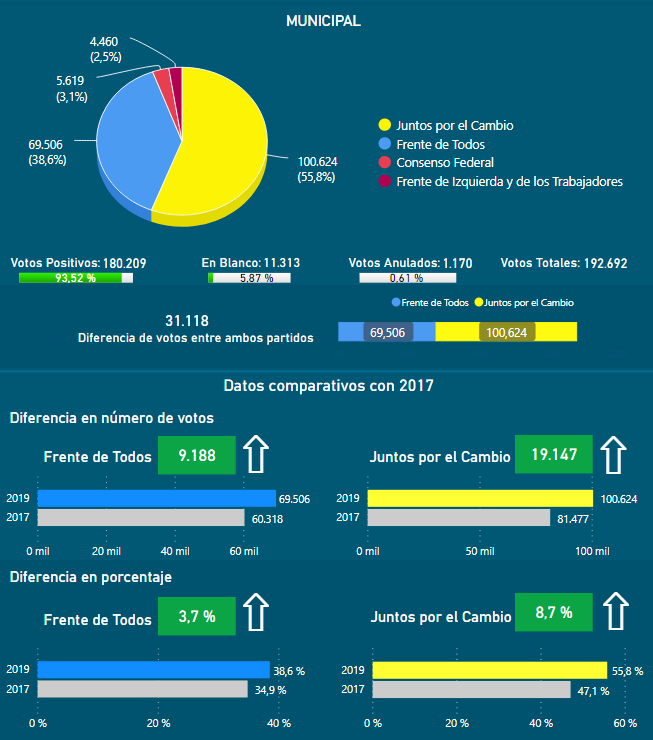 MUNICIPAL
4.460
(2,5%)
5.619
(3,1%)
69.506
(38,6%)
100.624
(55,8%)
Juntos por el Cambio
Frente de Todos
Consenso Federal
Frente de Izquierda y de los Trabajadores
Votos Positivos: 180.209
93,52 %
En Blanco: 11.313
5.87 %
Votos Anulados: 1.170
0.61 %
Votos Totales: 192.692
31.118
Diferencia de votos entre ambos partidos
Frente de Todos Juntos por el Cambio
69,506 100,624
Datos comparativos con 2017
Diferencia en número de votos
Frente de Todos 9.188
2019 69.506
2017 60.318
0 mil 20 mil 40 mil 60 mil
Juntos por el Cambio 19.147
2019 100.624
2017 81.477
0 mil 50 mil 100 mil
Diferencia en porcentaje
Frente de Todos 3,7 %
2019 38,6 %
2017 34,9 %
0 % 20 % 40 %
Juntos por el Cambio 8,7 %
2019 55,8 %
2017 47,1 %
0 % 20 % 40 % 60 %